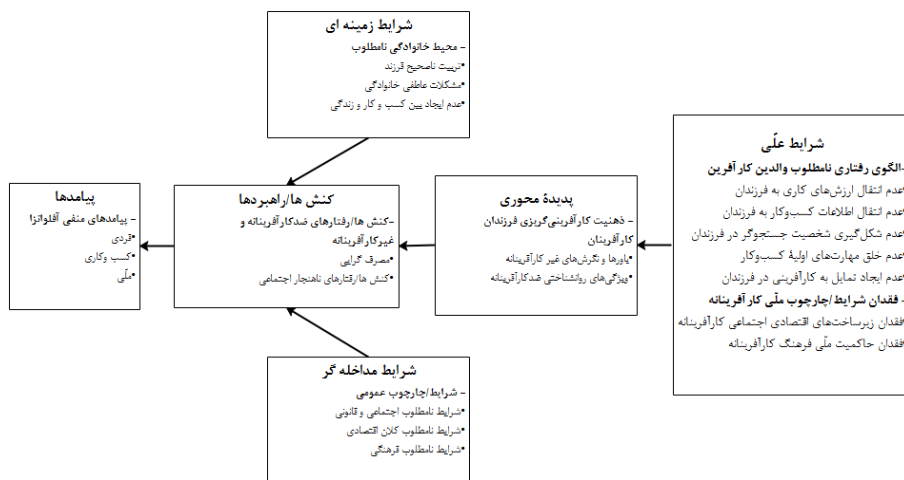 شرایط زمینه ای
– محیط خانوادگی نامطلوب
•تربیت ناصحیح فرزند
•مشکلات عاطفی خانوادگی
•عدم ایجاد بین کسب و کار و زندگی
شرایط علّی
-الگوی رفتاری نامطلوب والدین کارآفرین
•عدم انتقال ارزش‌های کاری به فرزندان
•عدم انتقال اطلاعات کسب‌وکار به فرزندان
•عدم شکل‌گیری شخصیت جستجوگر در فرزندان
•عدم خلق مهارت‌های اولیهٔ کسب‌وکار
•عدم ایجاد تمایل به کارآفرینی در فرزندان
– فقدان شرایط/چارچوب ملّی کارآفرینانه
•فقدان زیرساخت‌های اقتصادی اجتماعی کارآفرینانه
•فقدان حاکمیت ملّی فرهنگ کارآفرینانه
پدیدهٔ محوری
– ذهنیت کارآفرینی‌گریزی فرزندان
کارآفرینان
•باورها و نگرش‌های غیر کارآفرینانه
•ویژگی‌های روانشناختی ضدکارآفرینانه
کنش ها/راهبردها
–کنش ها/رفتارهای ضدکارآفرینانه و
غیرکارآفرینانه
•مصرف گرایی
•کنش ها/رفتارهای ناهنجار اجتماعی
پیامدها
– پیامدهای منفی آفلوانزا
•فردی
•کسب وکاری
•ملّی
شرایط مداخله گر
– شرایط/چارچوب عمومی
•شرایط نامطلوب اجتماعی و قانونی
•شرایط نامطلوب کلان اقتصادی
•شرایط نامطلوب فرهنگی